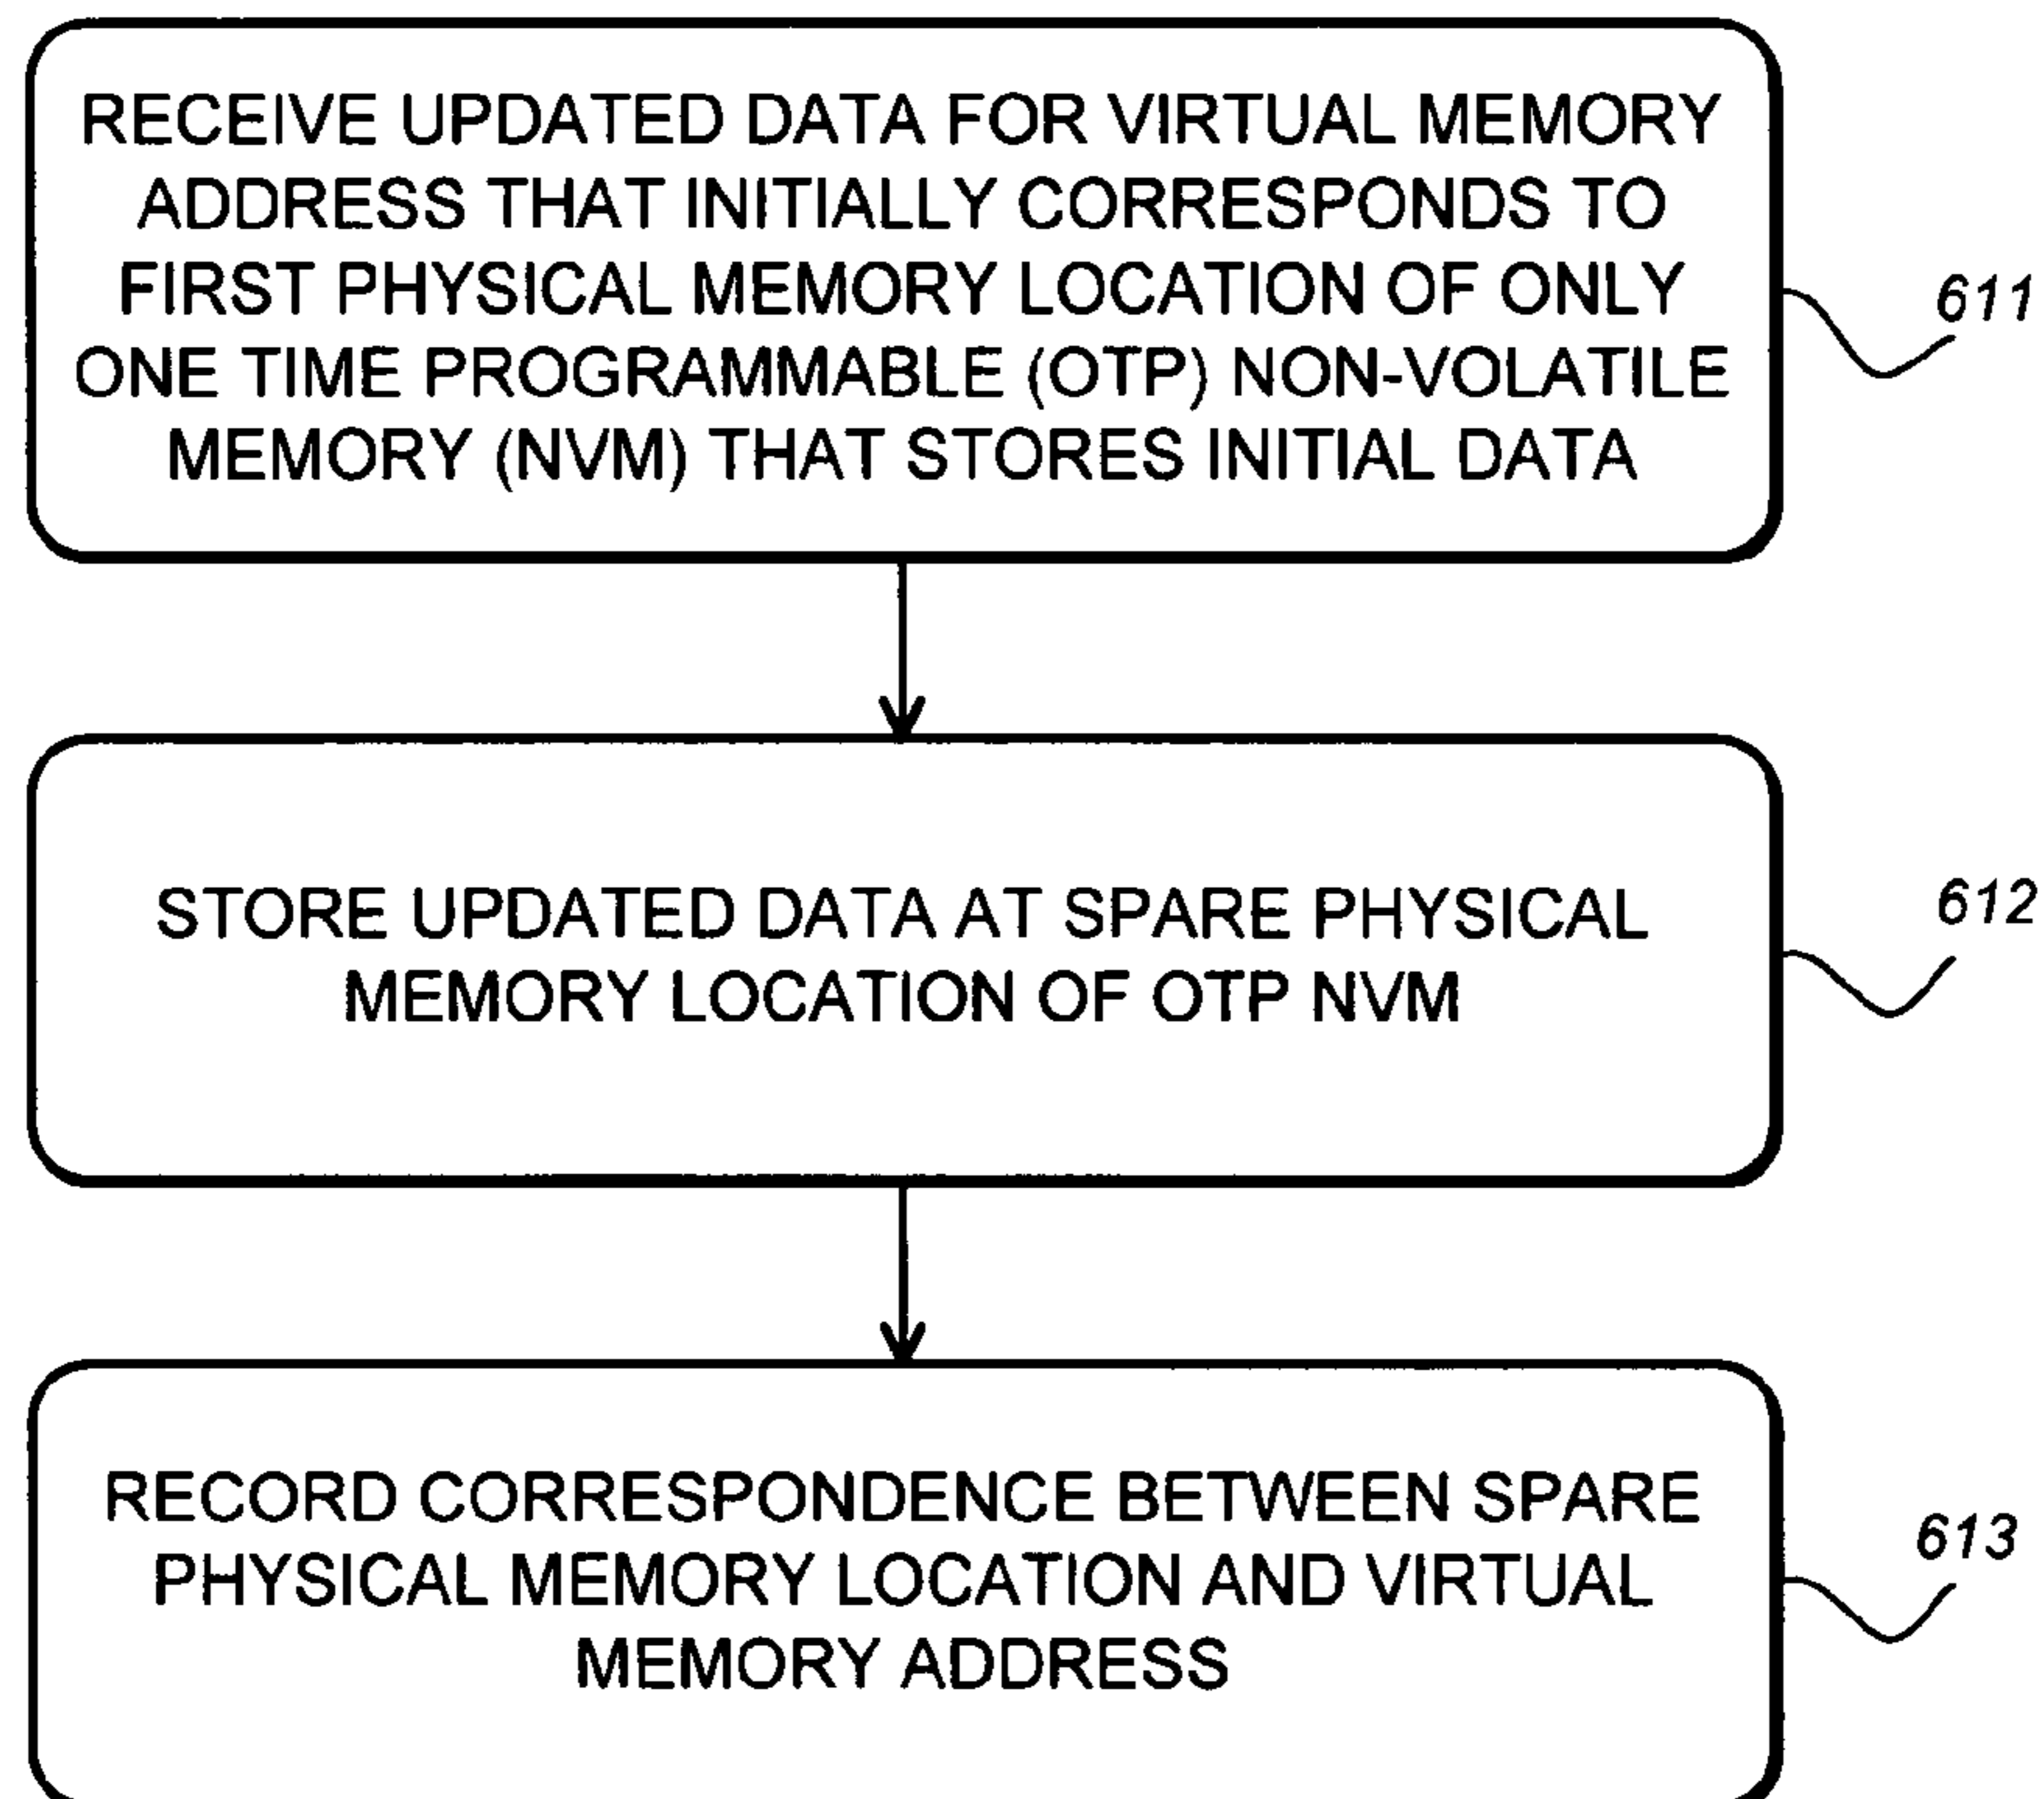 RECEIVE UPDATED DATA FOR VIRTUAL MEMORY
ADDRESS THAT INITIALLY CORRESPONDS TO
FIRST PHYSICAL MEMORY LOCATION OF ONLY
ONE TIME PROGRAMMABLE (OTP) NON-VOLATILE
MEMORY (NVM) THAT STORES INITIAL DATA
611
STORE UPDATED DATA AT SPARE PHYSICAL
MEMORY LOCATION OF OTP NVM
612
RECORD CORRESPONDENCE BETWEEN SPARE
PHYSICAL MEMORY LOCATION AND VIRTUAL
MEMORY ADDRESS
613